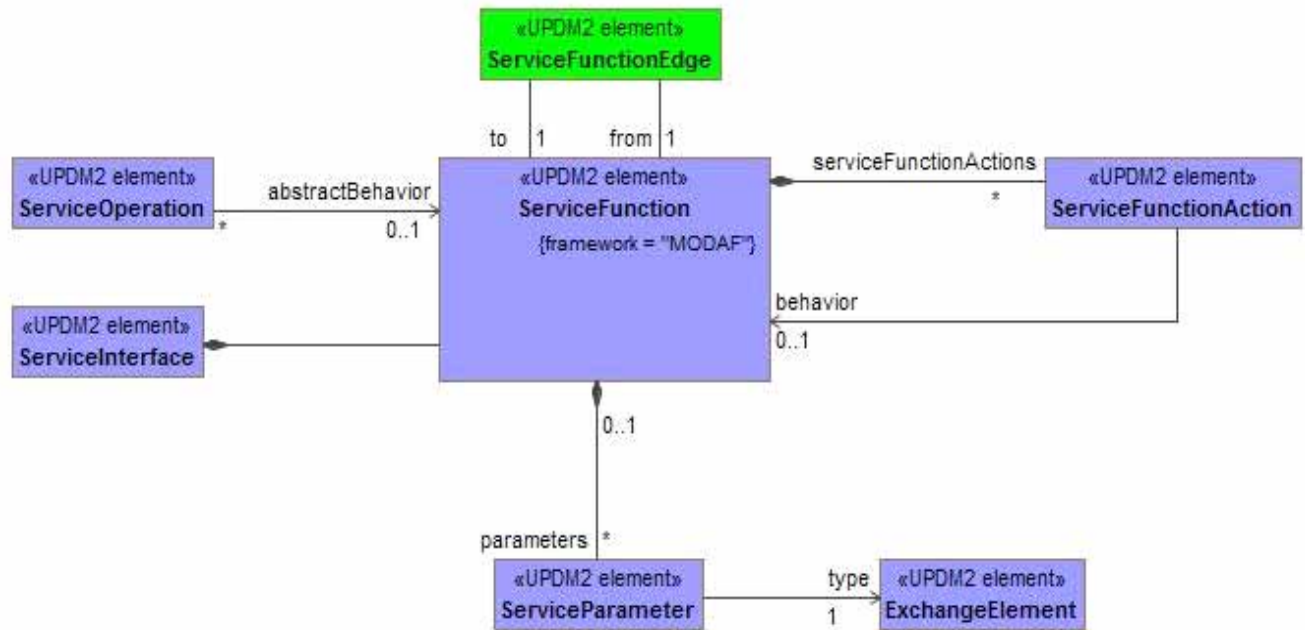 «UPDM2 element»
ServiceFunctionEdge
to
1
from
1
«UPDM2 element»
ServiceOperation
*
abstractBehavior
0..1
«UPDM2 element»
ServiceFunction
{framework = "MODAF"}
serviceFunctionActions
*
«UPDM2 element»
ServiceFunctionAction
behavior
0..1
«UPDM2 element»
ServiceInterface
0..1
parameters
*
«UPDM2 element»
ServiceParameter
type
1
«UPDM2 element»
ExchangeElement